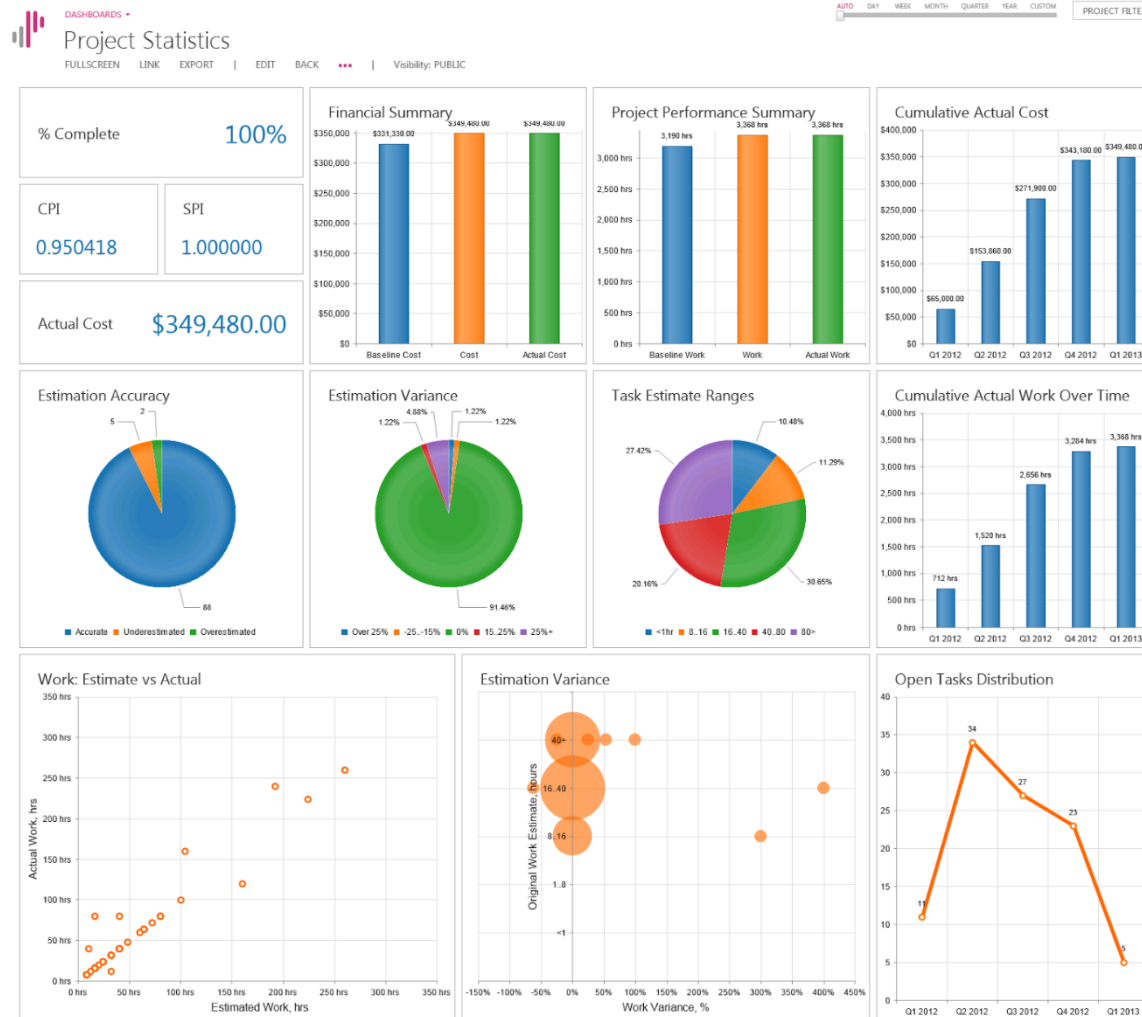 DASHBOARDS
Project Statistics
FULLSCREEN LINK EXPORT | EDIT BACK ••• | Visibility: PUBLIC
AUTO DAY WEEK MONTH QUARTER YEAR CUSTOM
PROJECT FILTE
% Complete 100%
CPI
0.950418
SPI
1.000000
Actual Cost $349,480.00
Financial Summary
$331,330.00 $349,480.00 $349,480.00
$350,000
$300,000
$250,000
$200,000
$150,000
$100,000
$50,000
$0
Baseline Cost Cost Actual Cost
Project Performance Summary
3,190 hrs 3,368 hrs 3,368 hrs
3,000 hrs
2,500 hrs
2,000 hrs
1,500 hrs
1,000 hrs
500 hrs
0 hrs
Baseline Work Work Actual Work
Cumulative Actual Cost
$400,000
$350,000
$300,000
$250,000
$200,000
$150,000
$100,000
$50,000
$0
$65,000.00 $153,860.00 $271,900.00 $343,180.00 $349,480.0
Q1 2012 Q2 2012 Q3 2012 Q4 2012 Q1 2013
Estimation Accuracy
2
5
88
Accurate Underestimated Overestimated
Estimation Variance
4.88% 1.22%
1.22% 1.22%
91.46%
Over 25% -25..-15% 0% 15..25% 25%+
Task Estimate Ranges
10.48%
27.42%
11.29%
20.16%
30.65%
<1hr 8..16 16..40 40..80 80>
Cumulative Actual Work Over Time
4,000 hrs
3,500 hrs
3,000 hrs
2,500 hrs
2,000 hrs
1,500 hrs
1,000 hrs
500 hrs
0 hrs
712 hrs 1,520 hrs 2,656 hrs 3,284 hrs 3,368 hrs
Q1 2012 Q2 2012 Q3 2012 Q4 2012 Q1 2013
Work: Estimate vs Actual
350 hrs
300 hrs
250 hrs
200 hrs
150 hrs
100 hrs
50 hrs
0 hrs
Actual Work, hrs
0 hrs 50 hrs 100 hrs 150 hrs 200 hrs 250 hrs 300 hrs 350 hrs
Estimated Work, hrs
Estimation Variance
40+
16..40
8..16
1..8
<1
Original Work Estimate, hours
-150% -100% -50% 0% 50% 100% 150% 200% 250% 300% 350% 400% 450%
Work Variance, %
Open Tasks Distribution
40
35
30
25
20
15
10
5
0
11 34 27 23 5
Q1 2012 Q2 2012 Q3 2012 Q4 2012 Q1 2013